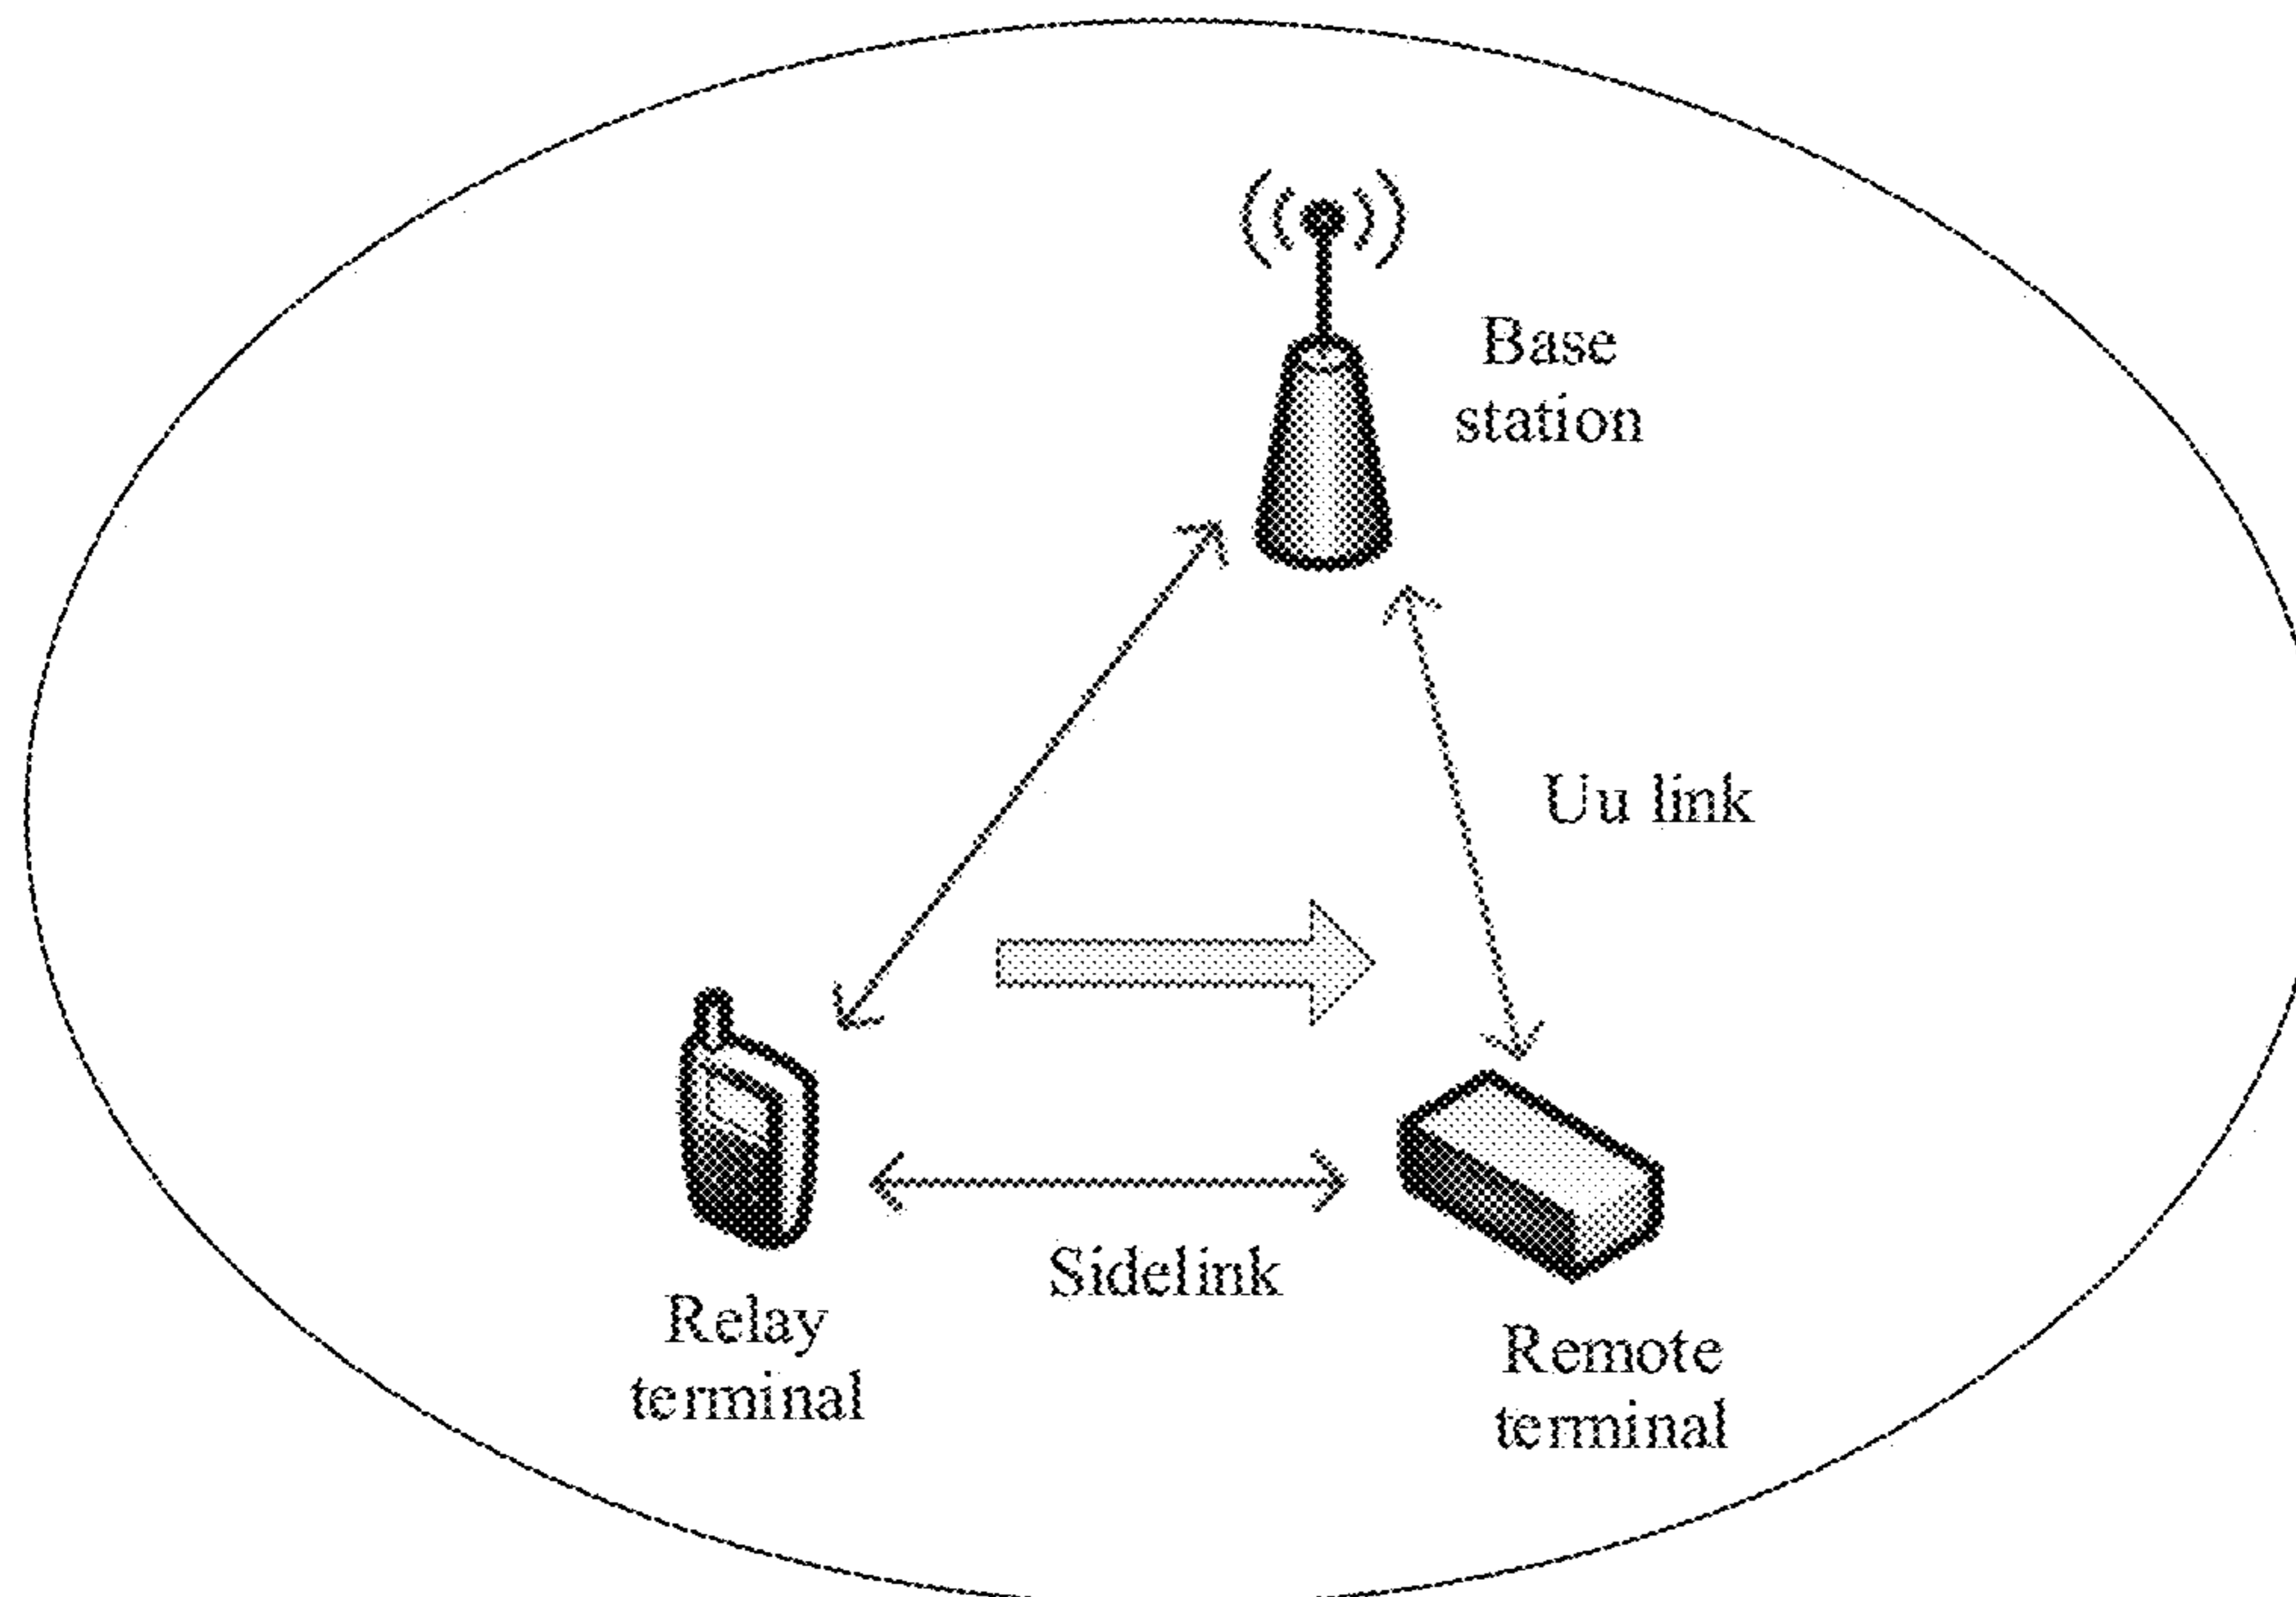 Base
station
Uu link
Sidelink
Relay
terminal
Remote
terminal